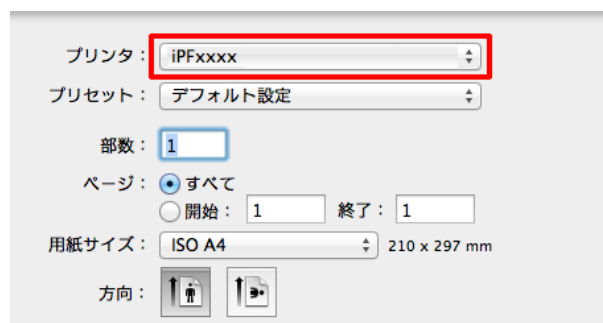 プリンタ： iPFxxxx
プリセット： デフォルト設定
部数： 1
ページ： すべて
開始： 1 終了： 1
用紙サイズ： ISO A4 210 x 297 mm
方向：